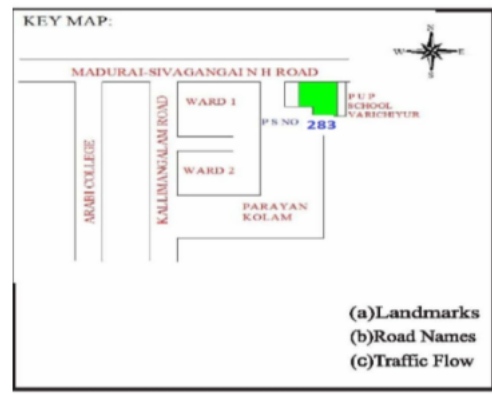 KEY MAP:
N
W E
S
MADURAI-SIVAGANGAI N H ROAD
WARD 1
P S NO 283
P U P
SCHOOL
VARICHIYUR
ARABI COLLEGE
KALLIMANGALAM ROAD
WARD 2
PARAYAN
KOLAM
(a)Landmarks
(b)Road Names
(c)Traffic Flow